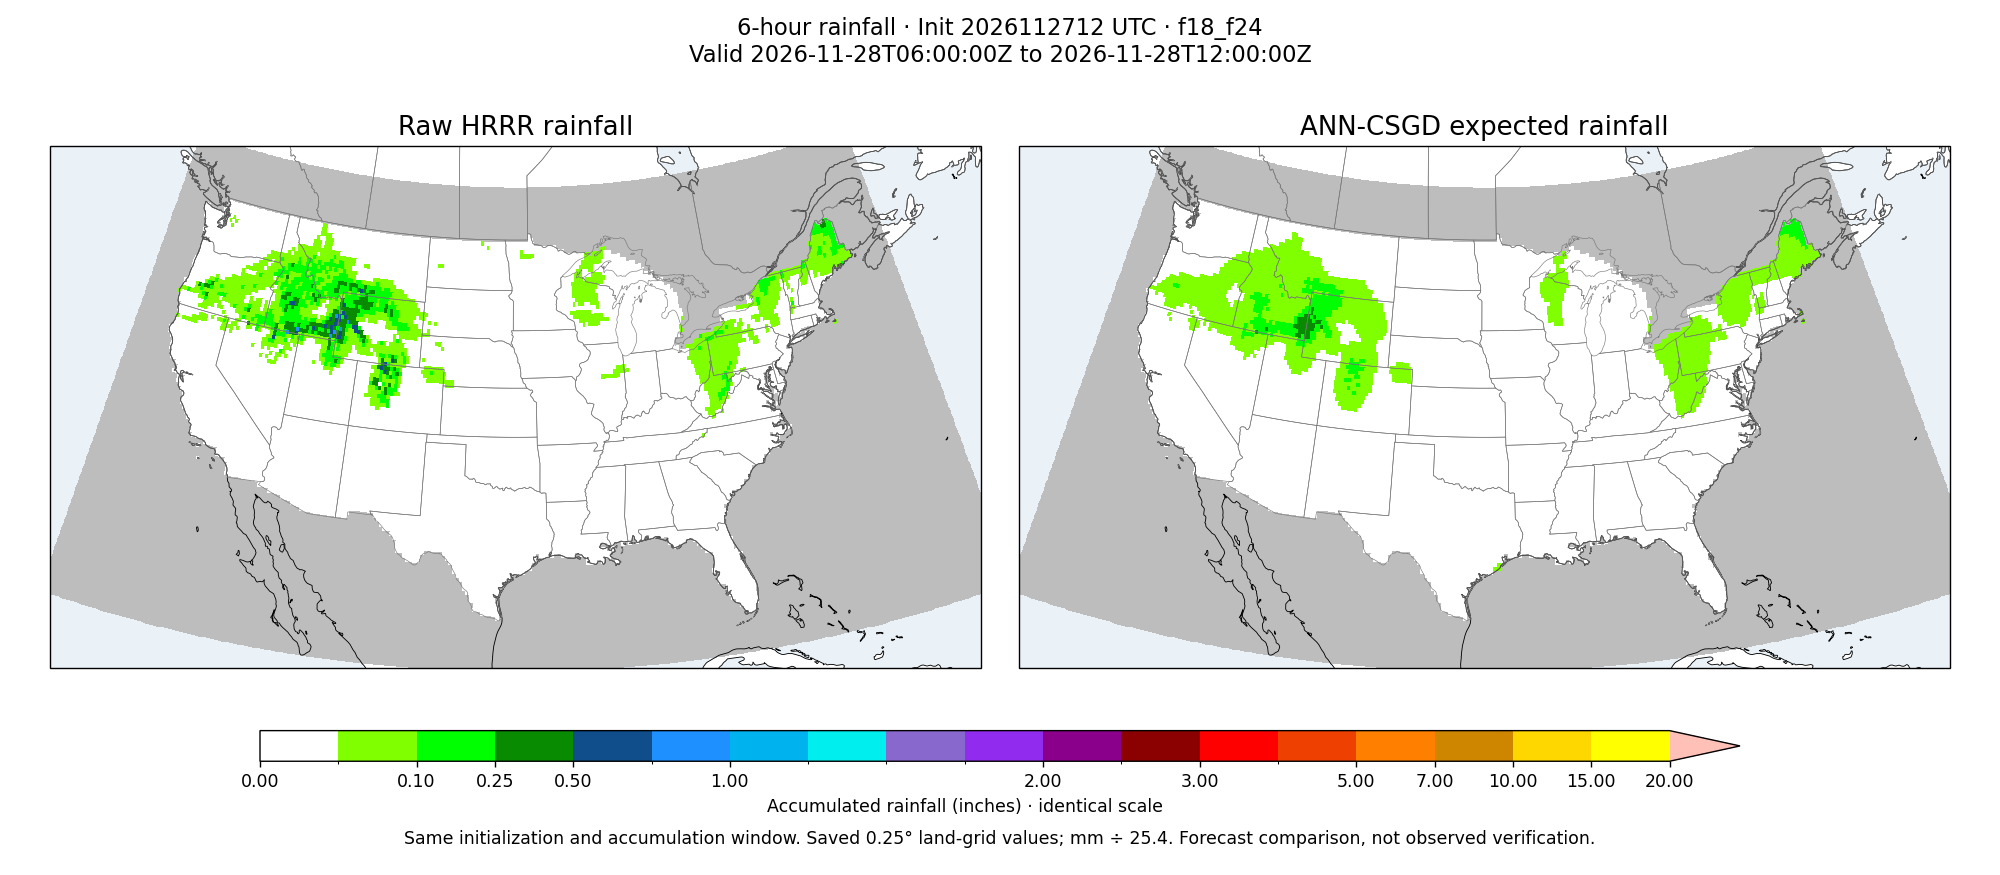 6-hour rainfall · Init 2026112712 UTC · f18_f24
Valid 2026-11-28T06:00:00Z to 2026-11-28T12:00:00Z
Raw HRRR rainfall
ANN-CSGD expected rainfall
0.00 0.10 0.25 0.50 1.00 2.00 3.00 5.00 7.00 10.00 15.00 20.00
Accumulated rainfall (inches) · identical scale
Same initialization and accumulation window. Saved 0.25° land-grid values; mm ÷ 25.4. Forecast comparison, not observed verification.